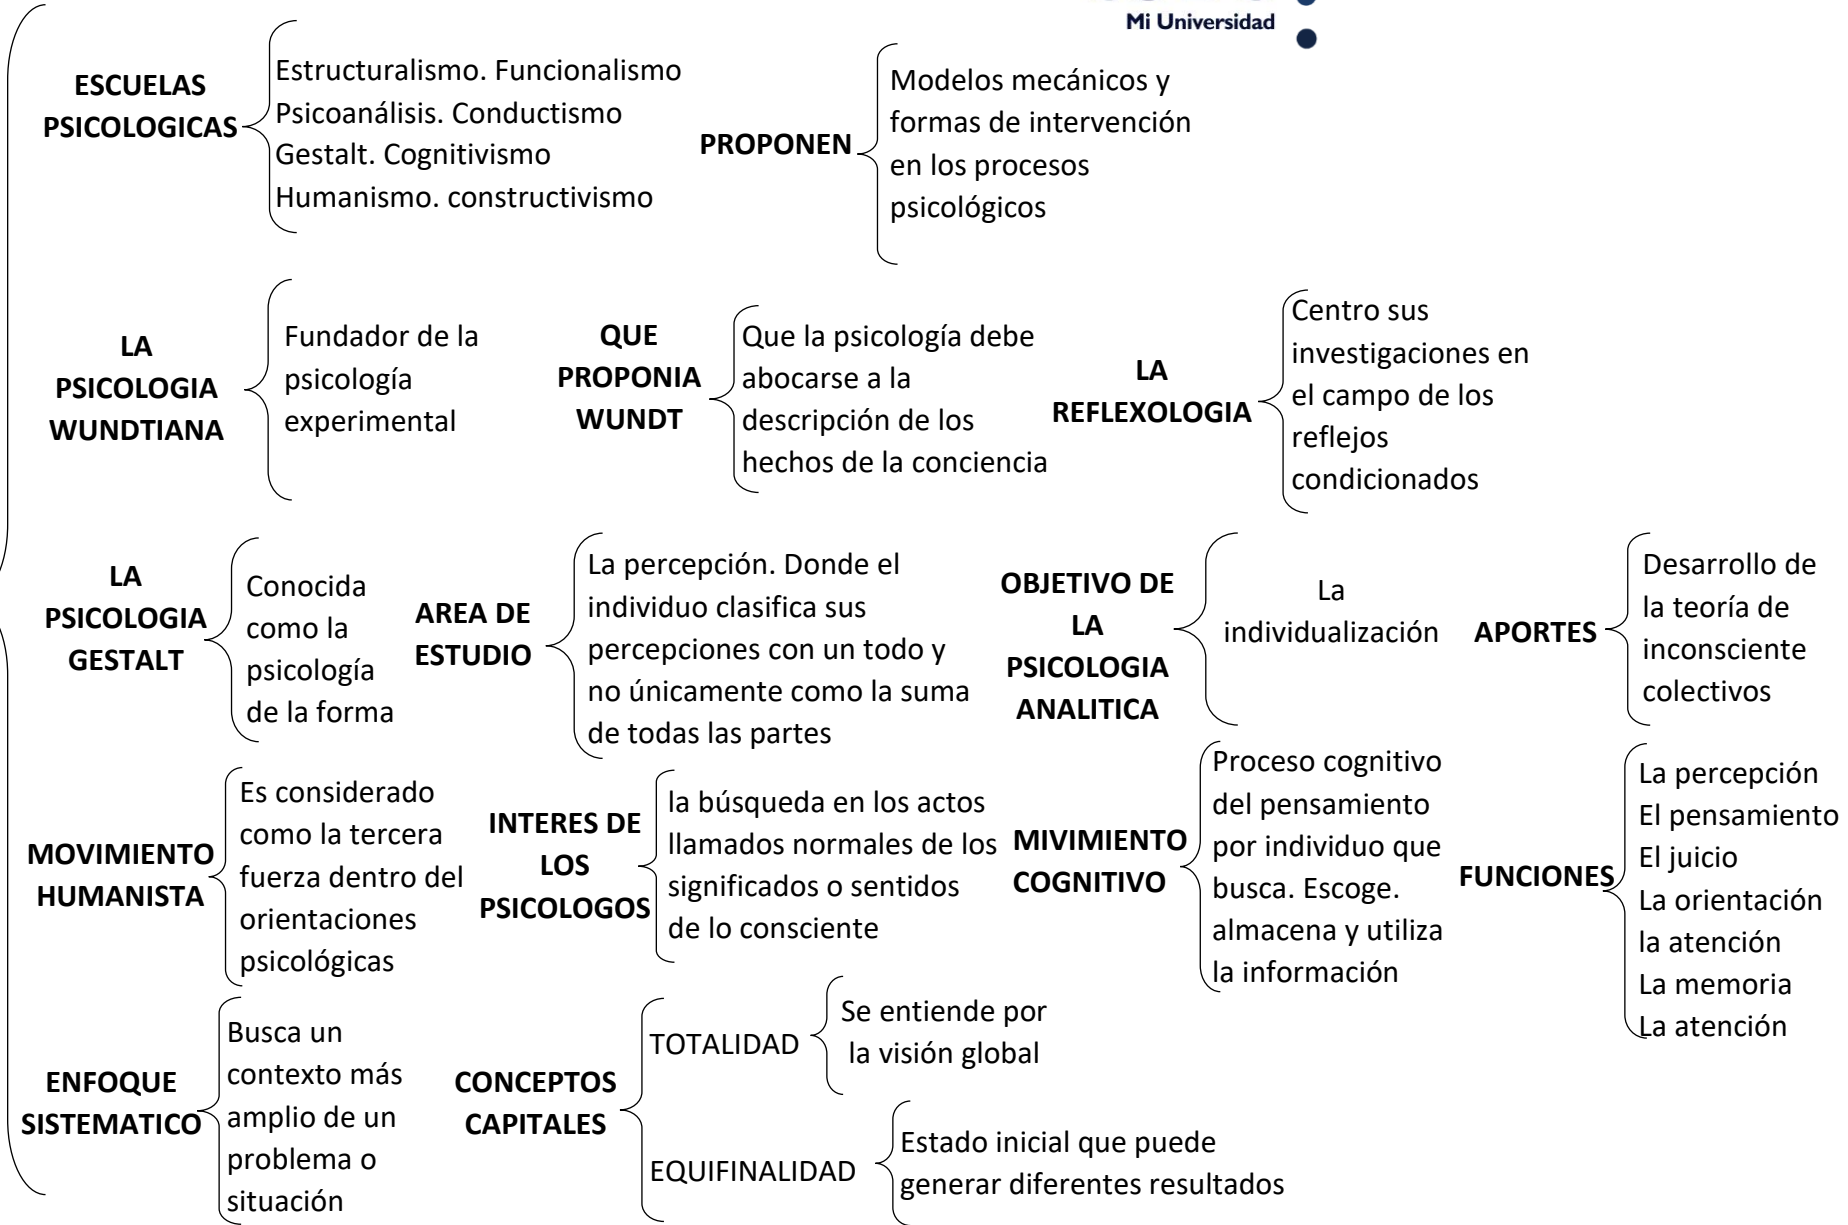 Mi Universidad
ESCUELAS
PSICOLOGICAS
Estructuralismo. Funcionalismo
Psicoanálisis. Conductismo
Gestalt. Cognitivismo
Humanismo. constructivismo
PROPONEN
Modelos mecánicos y
formas de intervención
en los procesos
psicológicos
LA
PSICOLOGIA
WUNDTIANA
Fundador de la
psicología
experimental
QUE
PROPONIA
WUNDT
Que la psicología debe
abocarse a la
descripción de los
hechos de la conciencia
LA
REFLEXOLOGIA
Centro sus
investigaciones en
el campo de los
reflejos
condicionados
LA
PSICOLOGIA
GESTALT
Conocida
como la
psicología
de la forma
AREA DE
ESTUDIO
La percepción. Donde el
individuo clasifica sus
percepciones con un todo y
no únicamente como la suma
de todas las partes
OBJETIVO DE
LA
PSICOLOGIA
ANALITICA
La
individualización
APORTES
Desarrollo de
la teoría de
inconsciente
colectivos
MOVIMIENTO
HUMANISTA
Es considerado
como la tercera
fuerza dentro del
orientaciones
psicológicas
INTERES DE
LOS
PSICOLOGOS
la búsqueda en los actos
llamados normales de los
significados o sentidos
de lo consciente
MIVIMIENTO
COGNITIVO
Proceso cognitivo
del pensamiento
por individuo que
busca. Escoge.
almacena y utiliza
la información
FUNCIONES
La percepción
El pensamiento
El juicio
La orientación
la atención
La memoria
La atención
ENFOQUE
SISTEMATICO
Busca un
contexto más
amplio de un
problema o
situación
CONCEPTOS
CAPITALES
TOTALIDAD
Se entiende por
la visión global
EQUIFINALIDAD
Estado inicial que puede
generar diferentes resultados